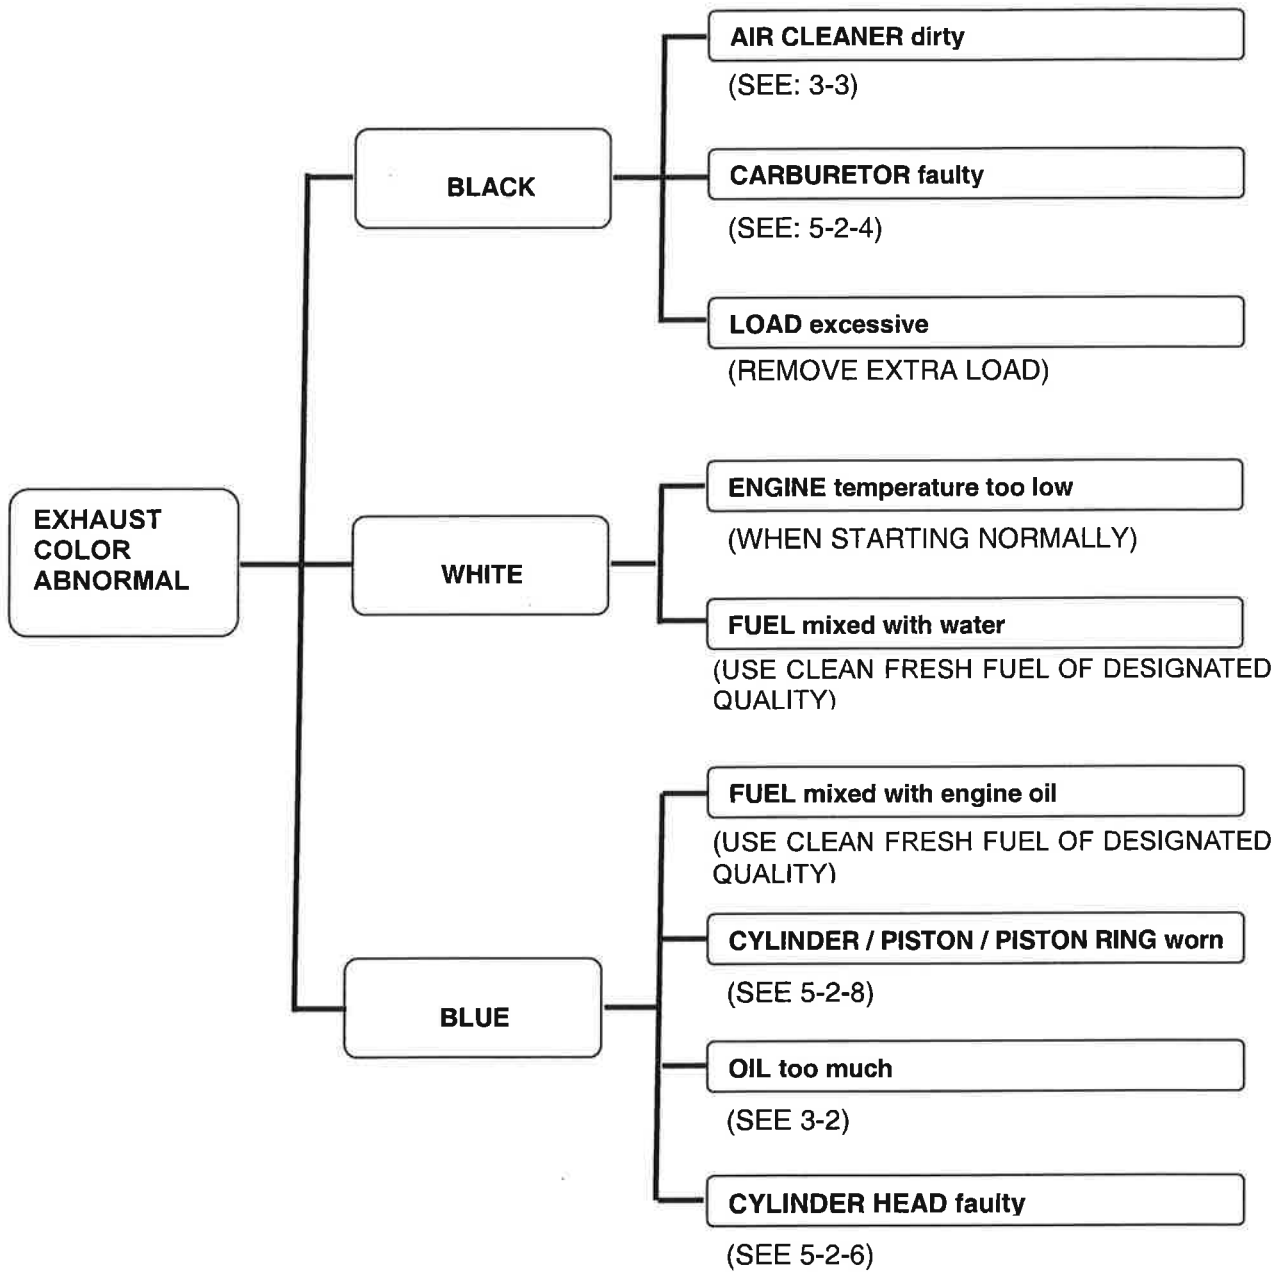 AIR CLEANER dirty
(SEE: 3-3)
BLACK
CARBURETOR faulty
(SEE: 5-2-4)
LOAD excessive
(REMOVE EXTRA LOAD)
EXHAUST
COLOR
ABNORMAL
WHITE
ENGINE temperature too low
(WHEN STARTING NORMALLY)
FUEL mixed with water
(USE CLEAN FRESH FUEL OF DESIGNATED
QUALITY)
BLUE
FUEL mixed with engine oil
(USE CLEAN FRESH FUEL OF DESIGNATED
QUALITY)
CYLINDER / PISTON / PISTON RING worn
(SEE 5-2-8)
OIL too much
(SEE 3-2)
CYLINDER HEAD faulty
(SEE 5-2-6)